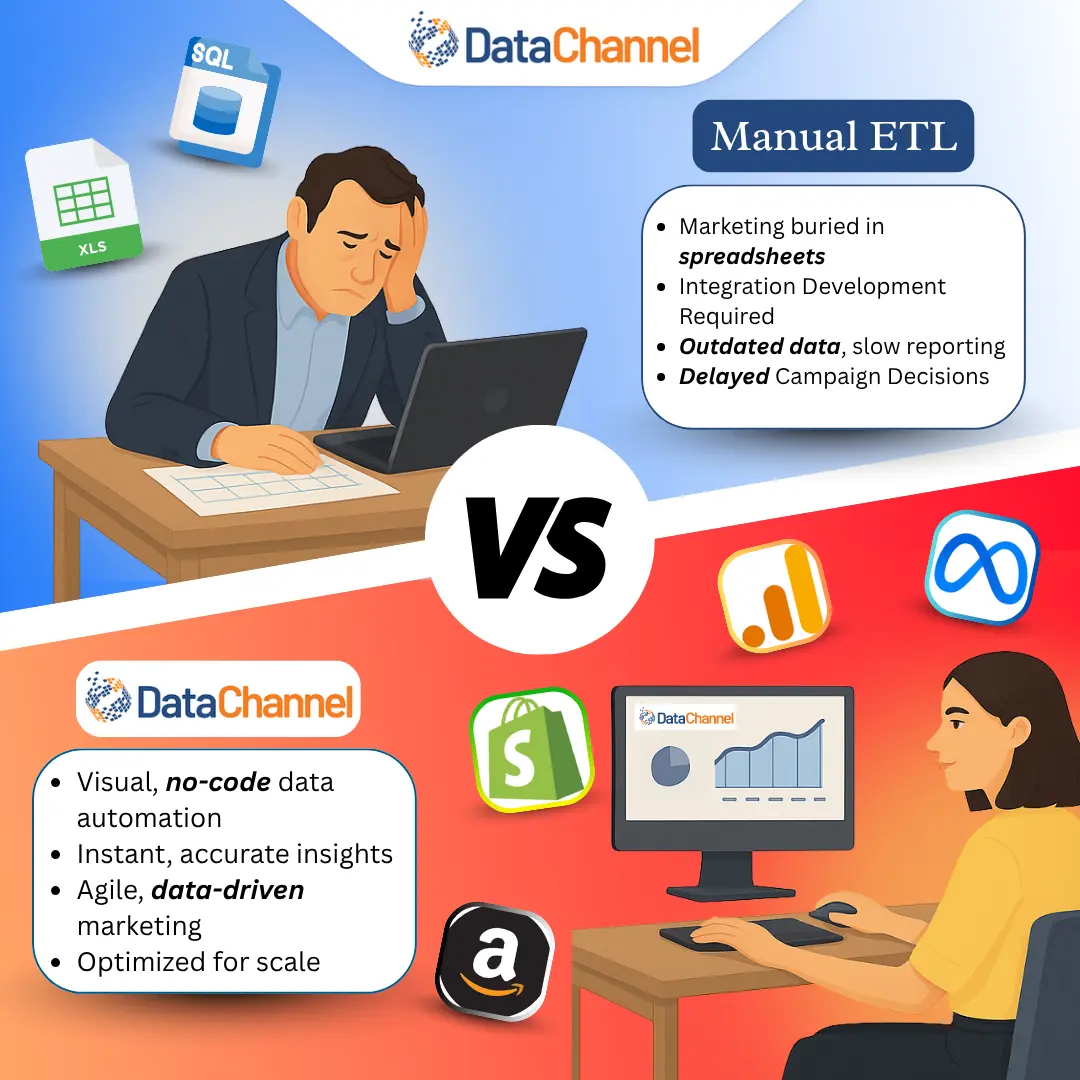 DataChannel
SQL
XLS
Manual ETL
• Marketing buried in
spreadsheets
• Integration Development
Required
• Outdated data, slow reporting
• Delayed Campaign Decisions
VS
DataChannel
• Visual, no-code data
automation
• Instant, accurate insights
• Agile, data-driven
marketing
• Optimized for scale
S
DataChannel
a